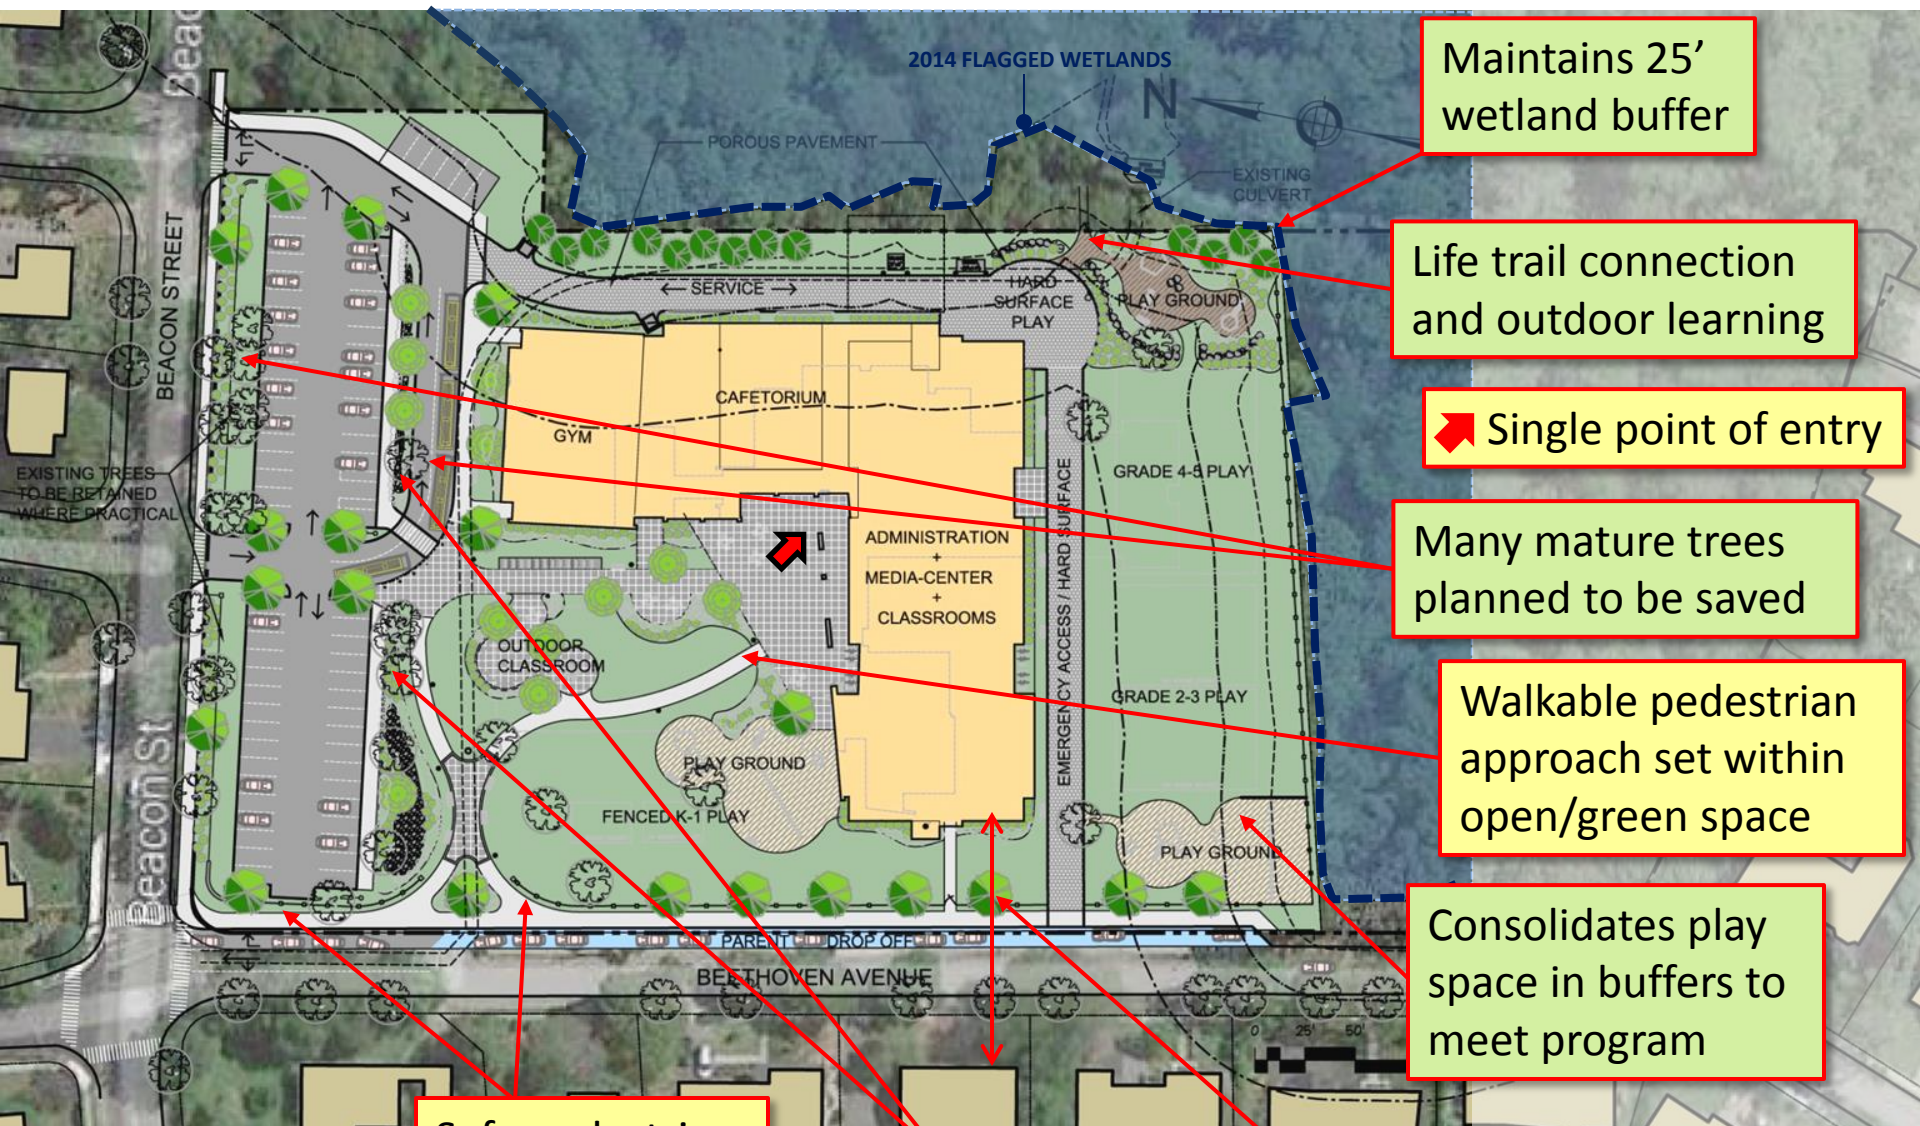 Beac
2014 FLAGGED WETLANDS
Maintains 25’
wetland buffer
N
POROUS PAVEMENT
EXISTING
CULVERT
BEACON STREET
Life trail connection
and outdoor learning
SERVICE
HARD
SURFACE
PLAY
PLAY GROUND
CAFETORIUM
GYM
Single point of entry
EXISTING TREES
TO BE RETAINED
WHERE PRACTICAL
GRADE 4-5 PLAY
EMERGENCY ACCESS / HARD SURFACE
ADMINISTRATION
+
MEDIA-CENTER
+
CLASSROOMS
Many mature trees
planned to be saved
OUTDOOR
CLASSROOM
GRADE 2-3 PLAY
Walkable pedestrian
approach set within
open/green space
Beacon St
PLAY GROUND
FENCED K-1 PLAY
PLAY GROUND
PARENT DROP OFF
BEETHOVEN AVENUE
Consolidates play
space in buffers to
meet program
0 25' 50'